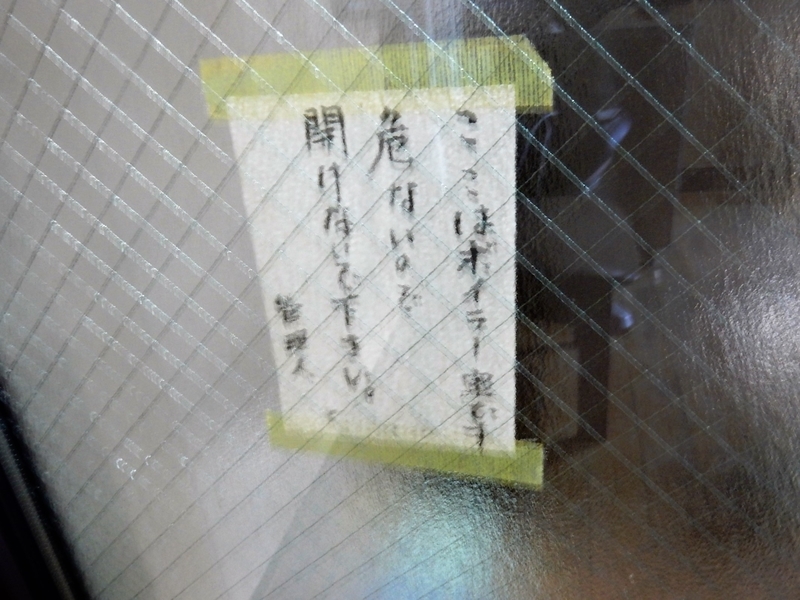 ここはボイラー室です
危ないので
開けないで下さい。
管理人